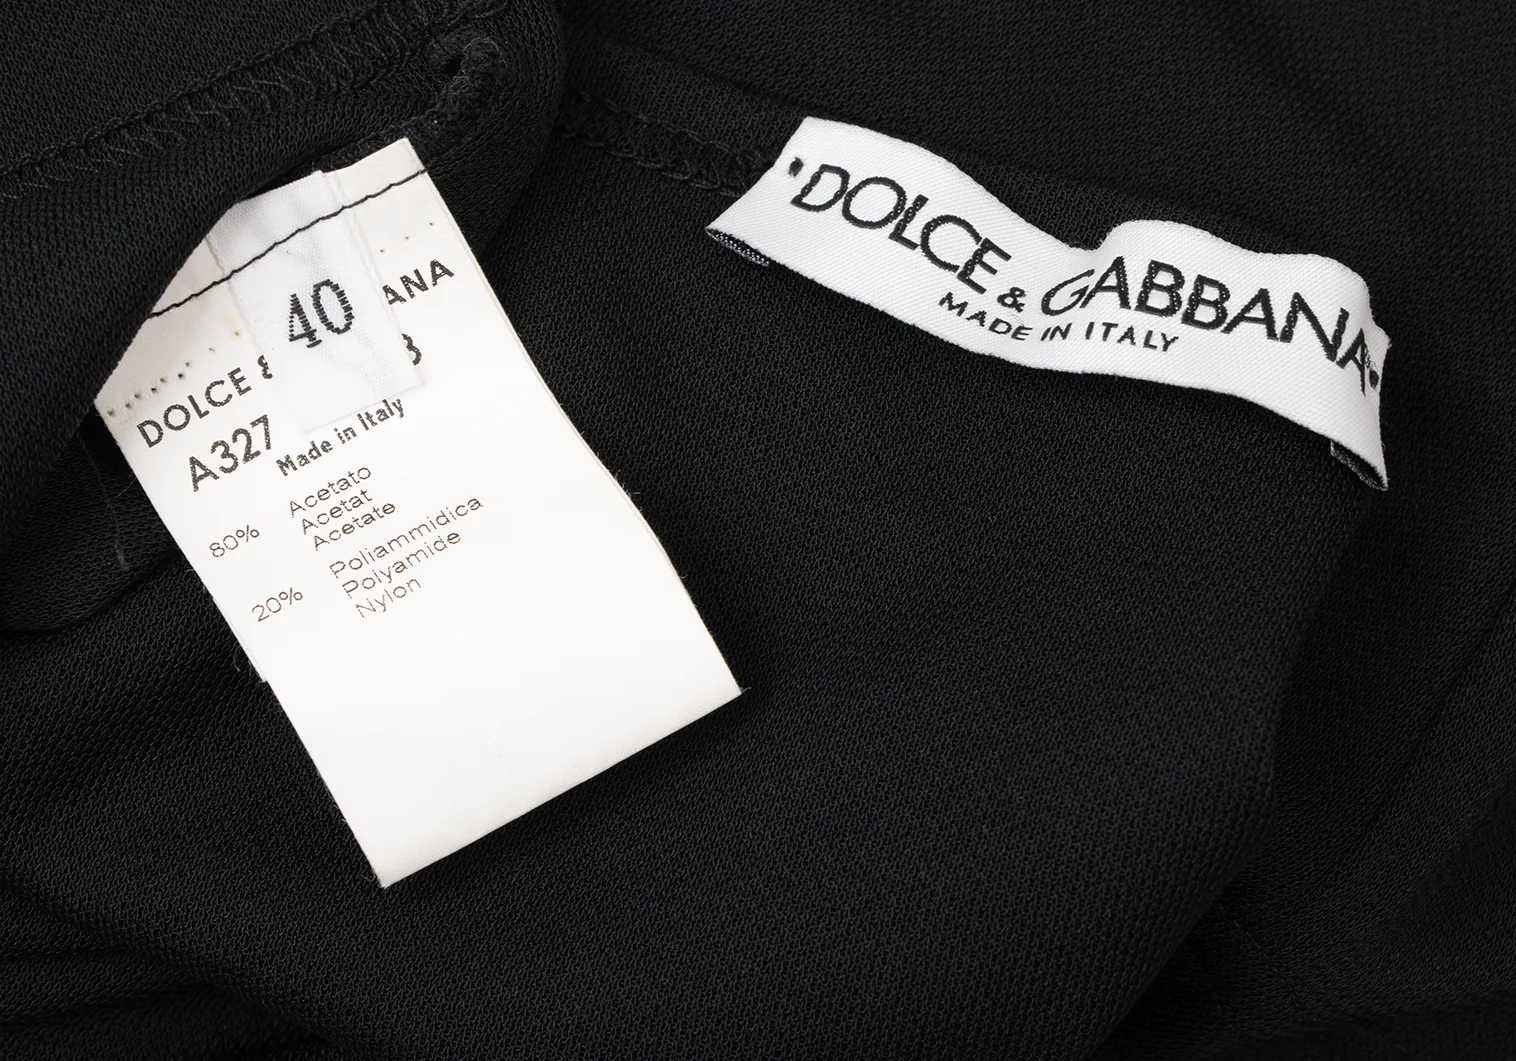 40
DOLCE & ANA
A327 3
Made in Italy
80% Acetato
Acetat
Acetate
20% Poliammidica
Polyamide
Nylon
DOLCE & GABBANA
MADE IN ITALY